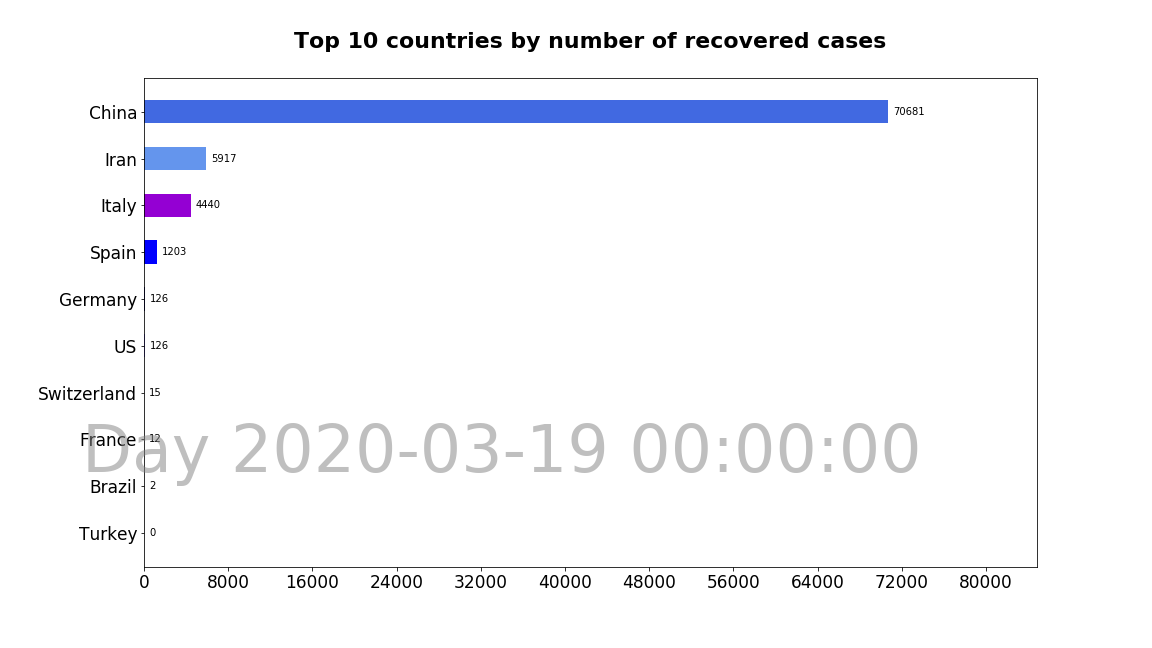 Top 10 countries by number of recovered cases
China 70681
Iran 5917
Italy 4440
Spain 1203
Germany 126
US 126
Switzerland 15
France 12
Day 2020-03-19 00:00:00
Brazil 2
Turkey 0
0 8000 16000 24000 32000 40000 48000 56000 64000 72000 80000